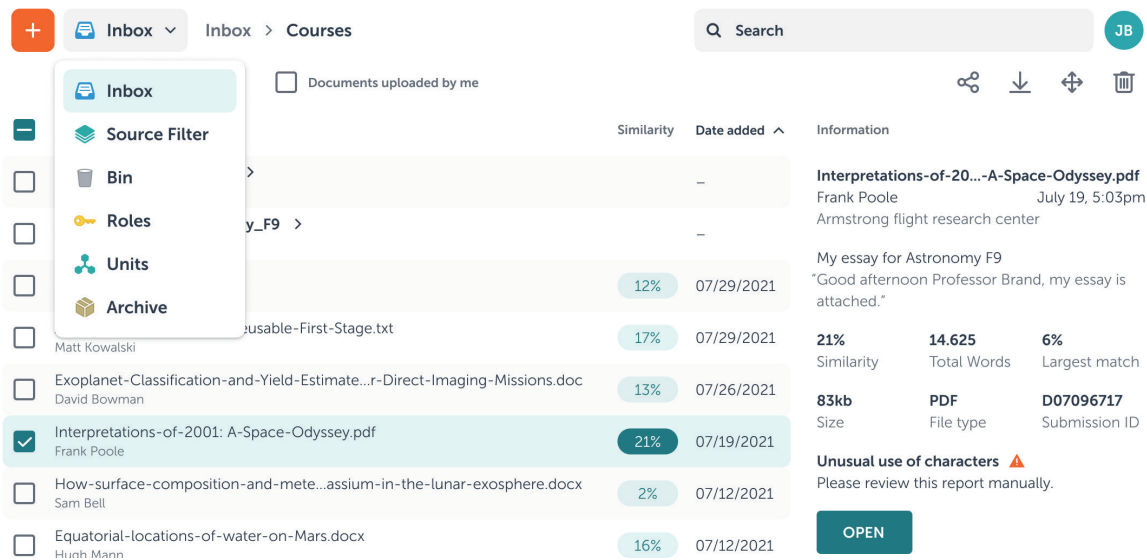 +
Inbox
Inbox > Courses
Search
JB
Inbox
Source Filter
Bin
Roles
Units
Archive
Documents uploaded by me
Similarity Date added
–
y_F9 > –
12% 07/29/2021
eusable-First-Stage.txt
Matt Kowalski
17% 07/29/2021
Exoplanet-Classification-and-Yield-Estimate...r-Direct-Imaging-Missions.doc
David Bowman
13% 07/26/2021
Interpretations-of-2001: A-Space-Odyssey.pdf
Frank Poole
21% 07/19/2021
How-surface-composition-and-mete...assium-in-the-lunar-exosphere.docx
Sam Bell
2% 07/12/2021
Equatorial-locations-of-water-on-Mars.docx
Hugh Mann
16% 07/12/2021
Information
Interpretations-of-20...-A-Space-Odyssey.pdf
Frank Poole July 19, 5:03pm
Armstrong flight research center
My essay for Astronomy F9
“Good afternoon Professor Brand, my essay is
attached.”
21% 14.625 6%
Similarity Total Words Largest match
83kb PDF D07096717
Size File type Submission ID
Unusual use of characters
Please review this report manually.
OPEN